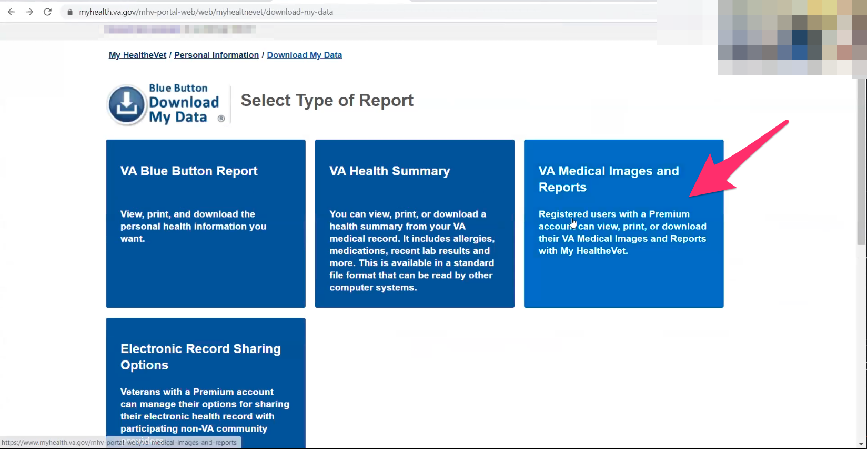 myhealth.va.gov/mhv-portal-web/web/myhealthevet/download-my-data
My HealtheVet / Personal Information / Download My Data
Blue Button
Download
My Data ®
Select Type of Report
VA Blue Button Report
View, print, and download the
personal health information you
want.
VA Health Summary
You can view, print, or download a
health summary from your VA
medical record. It includes allergies,
medications, recent lab results and
more. This is available in a standard
file format that can be read by other
computer systems.
VA Medical Images and
Reports
Registered users with a Premium
account can view, print, or download
their VA Medical Images and Reports
with My HealtheVet.
Electronic Record Sharing
Options
Veterans with a Premium account
can manage their options for sharing
their electronic health record with
participating non-VA community
https://www.myhealth.va.gov/mhv-portal-web/va-medical-images-and-reports